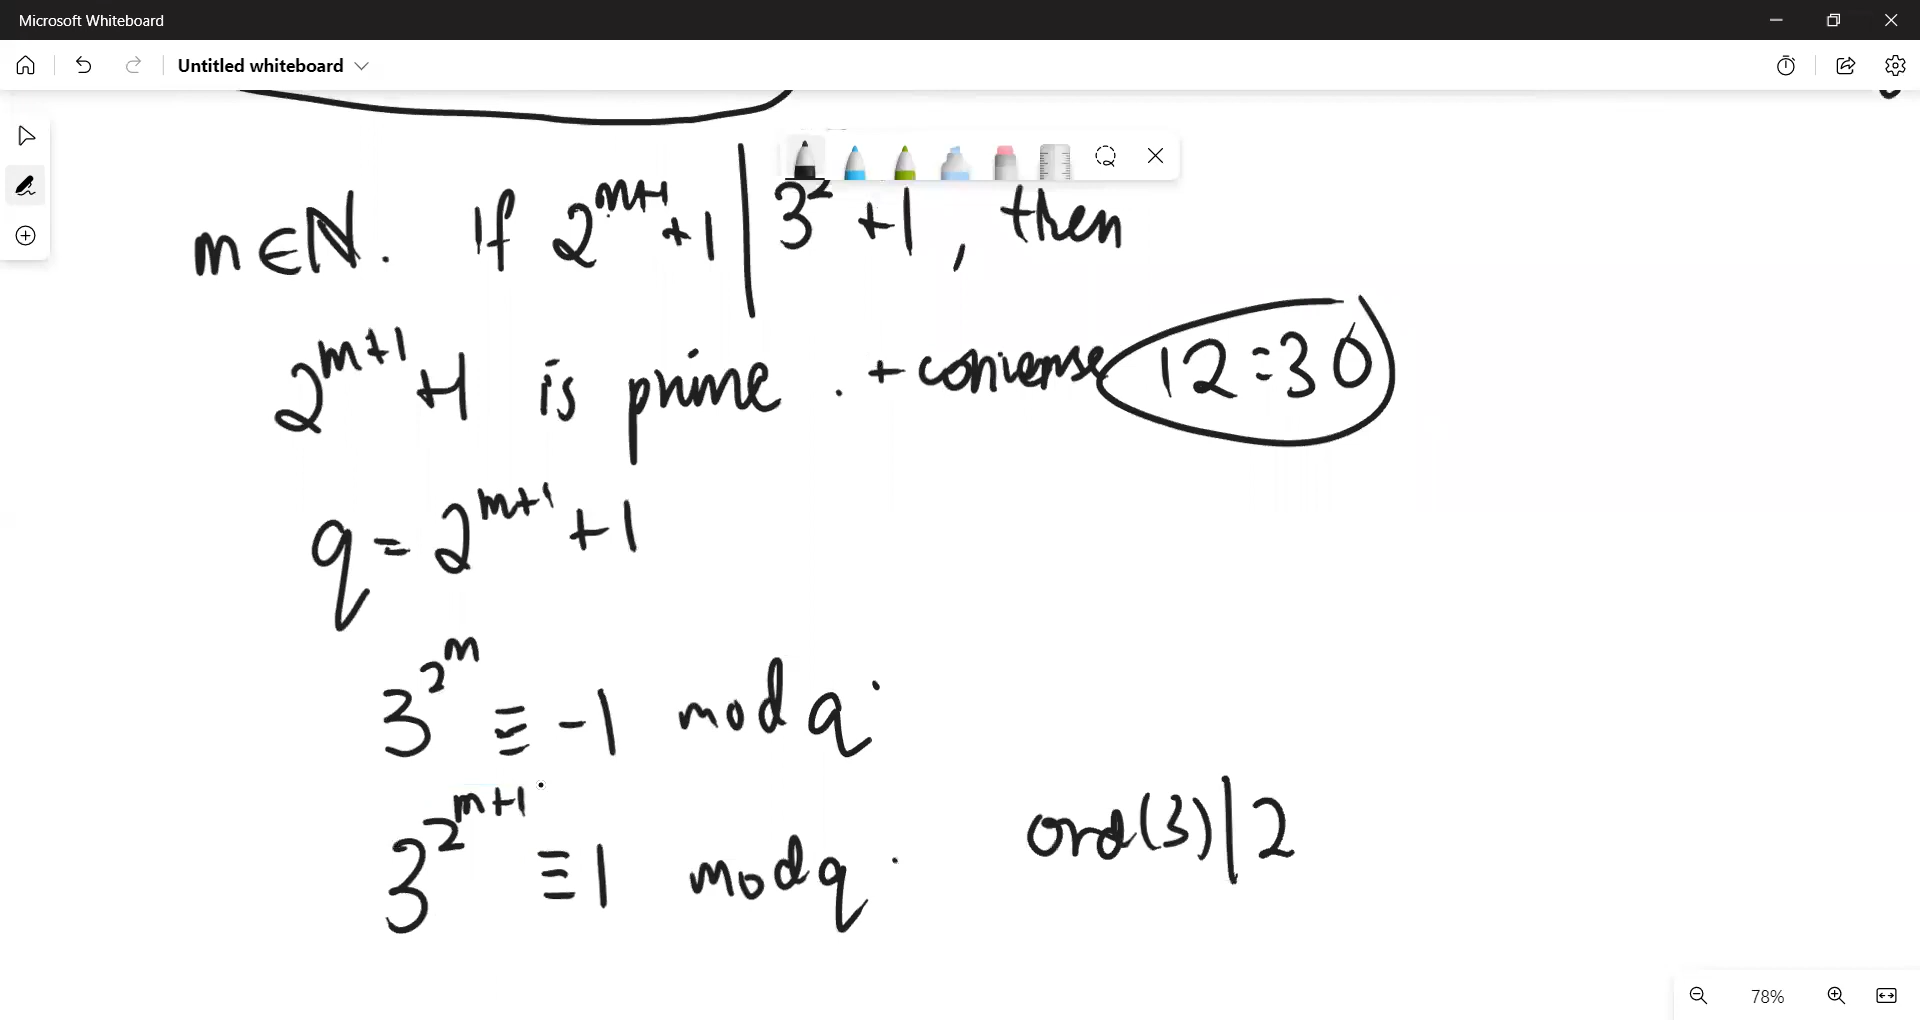 Microsoft Whiteboard
Untitled whiteboard
m ∈ ℕ. If 2^{m+1} + 1 | 3^2 + 1, then
2^{m+1} + 1 is prime. + converse 12:30
q = 2^{m+1} + 1
3^{2^m} ≡ -1 mod q.
3^{2^{m+1}} ≡ 1 mod q. ord(3) | 2
78%